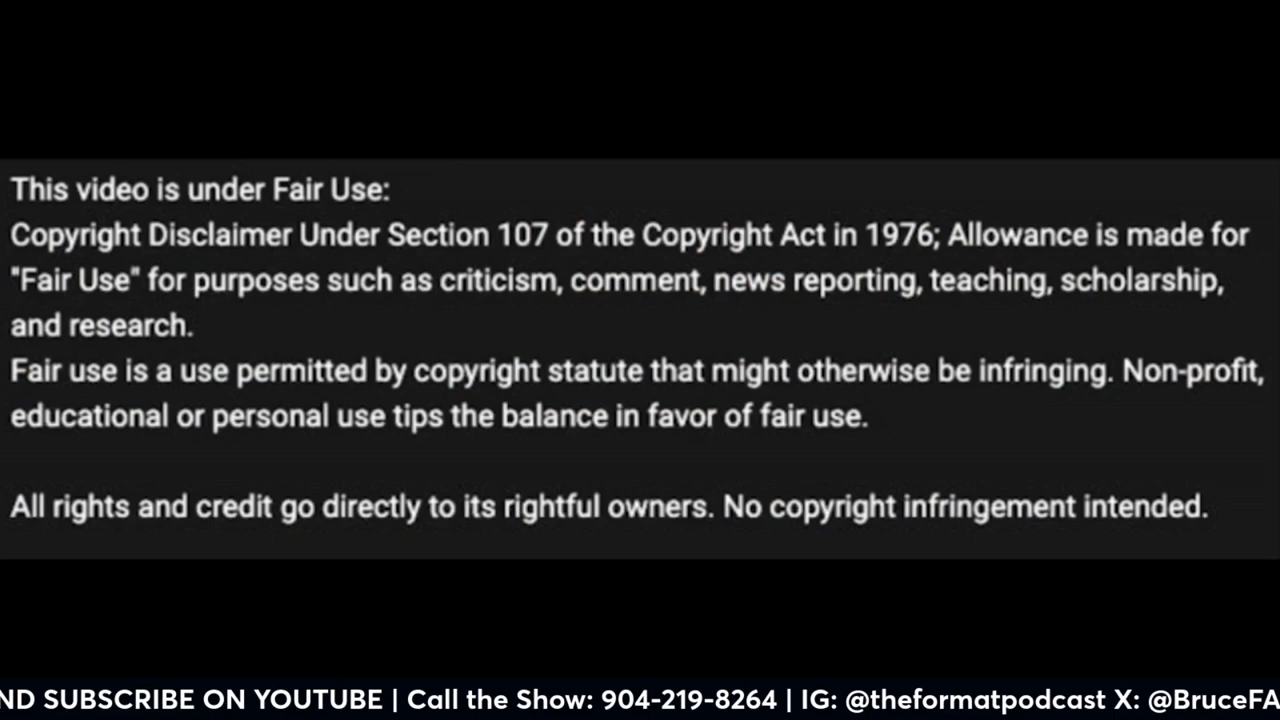 This video is under Fair Use:
Copyright Disclaimer Under Section 107 of the Copyright Act in 1976; Allowance is made for
"Fair Use" for purposes such as criticism, comment, news reporting, teaching, scholarship,
and research.
Fair use is a use permitted by copyright statute that might otherwise be infringing. Non-profit,
educational or personal use tips the balance in favor of fair use.
All rights and credit go directly to its rightful owners. No copyright infringement intended.
ND SUBSCRIBE ON YOUTUBE | Call the Show: 904-219-8264 | IG: @theformatpodcast X: @BruceFA